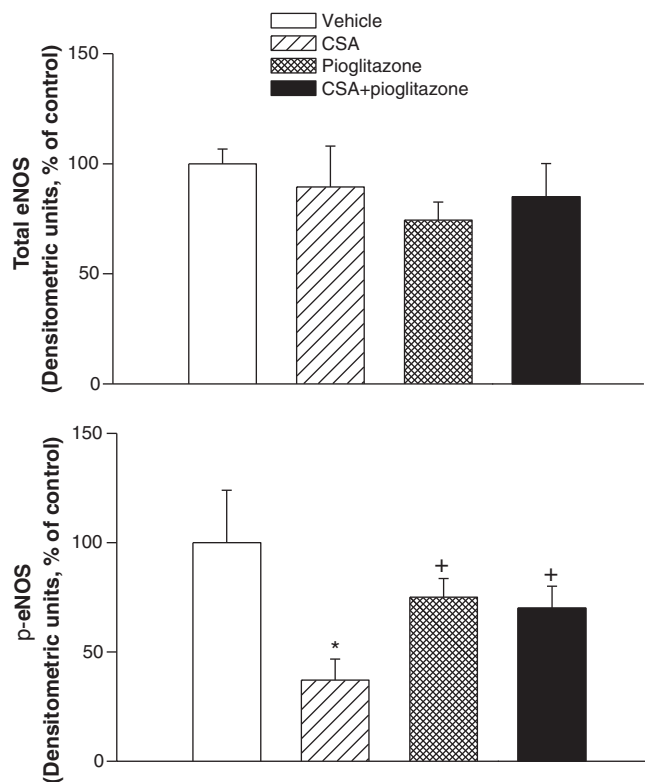 Vehicle
CSA
Pioglitazone
CSA+pioglitazone
150
100
50
0
Total eNOS
(Densitometric units, % of control)
150
100
50
0
p-eNOS
(Densitometric units, % of control)
*
+
+